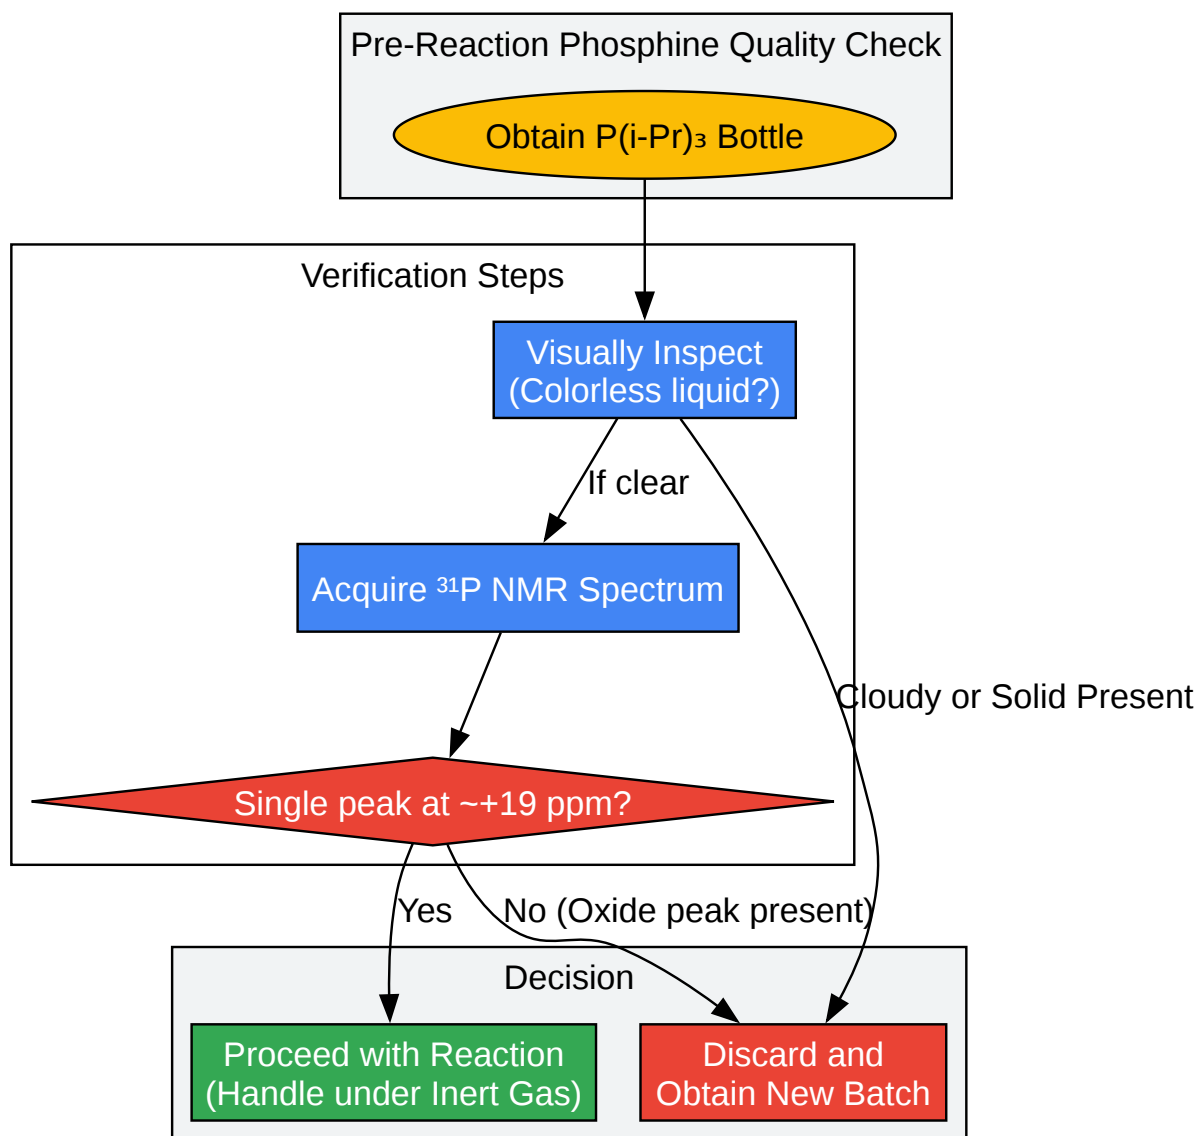 Pre-Reaction Phosphine Quality Check
Obtain P(i-Pr)₃ Bottle
Verification Steps
Visually Inspect
(Colorless liquid?)
If clear
Acquire ³¹P NMR Spectrum
Cloudy or Solid Present
Single peak at ~+19 ppm?
Yes
No (Oxide peak present)
Decision
Proceed with Reaction
(Handle under Inert Gas)
Discard and
Obtain New Batch